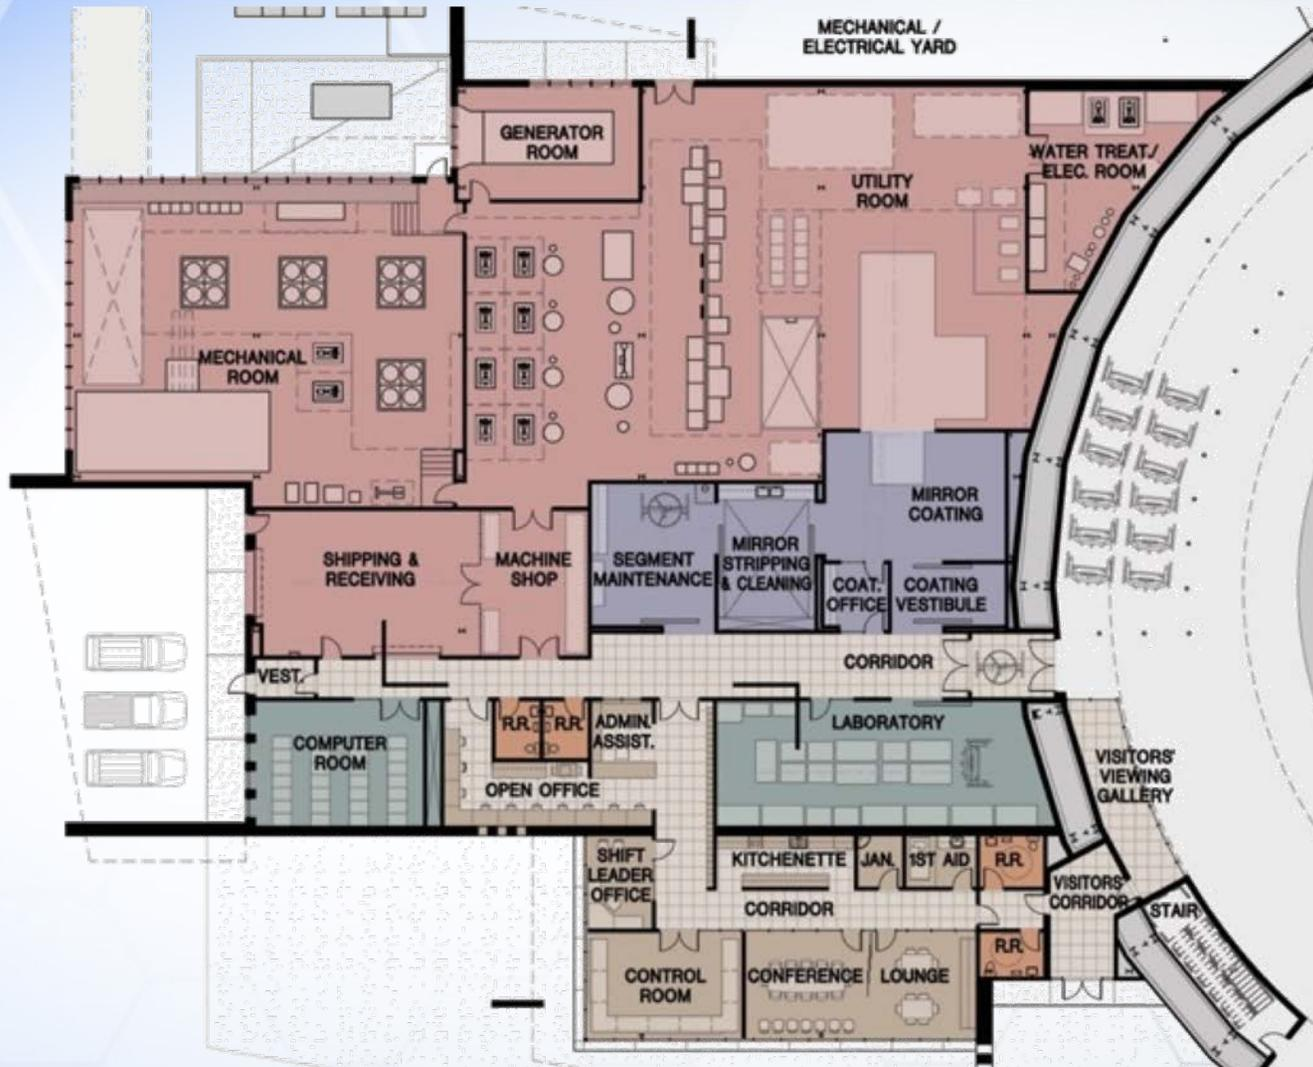 MECHANICAL /
ELECTRICAL YARD
GENERATOR
ROOM
WATER TREAT./
ELEC. ROOM
UTILITY
ROOM
MECHANICAL
ROOM
MIRROR
COATING
SHIPPING &
RECEIVING
MACHINE
SHOP
SEGMENT
MAINTENANCE
MIRROR
STRIPPING
& CLEANING
COAT.
OFFICE
COATING
VESTIBULE
CORRIDOR
VEST.
R.R.
R.R.
ADMIN.
ASSIST.
LABORATORY
COMPUTER
ROOM
OPEN OFFICE
VISITORS'
VIEWING
GALLERY
SHIFT
LEADER
OFFICE
KITCHENETTE
JAN.
1ST AID
R.R.
VISITORS'
CORRIDOR
CORRIDOR
STAIR
R.R.
CONTROL
ROOM
CONFERENCE
LOUNGE